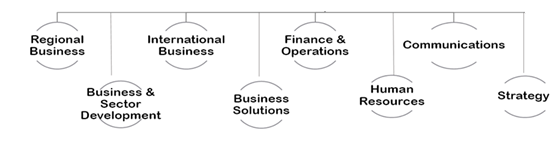 Regional
Business
International
Business
Finance &
Operations
Communications
Business &
Sector
Development
Business
Solutions
Human
Resources
Strategy